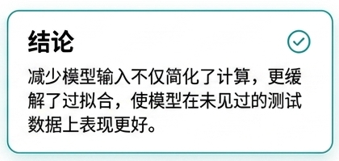 结论
减少模型输入不仅简化了计算，更缓
解了过拟合，使模型在未见过的测试
数据上表现更好。